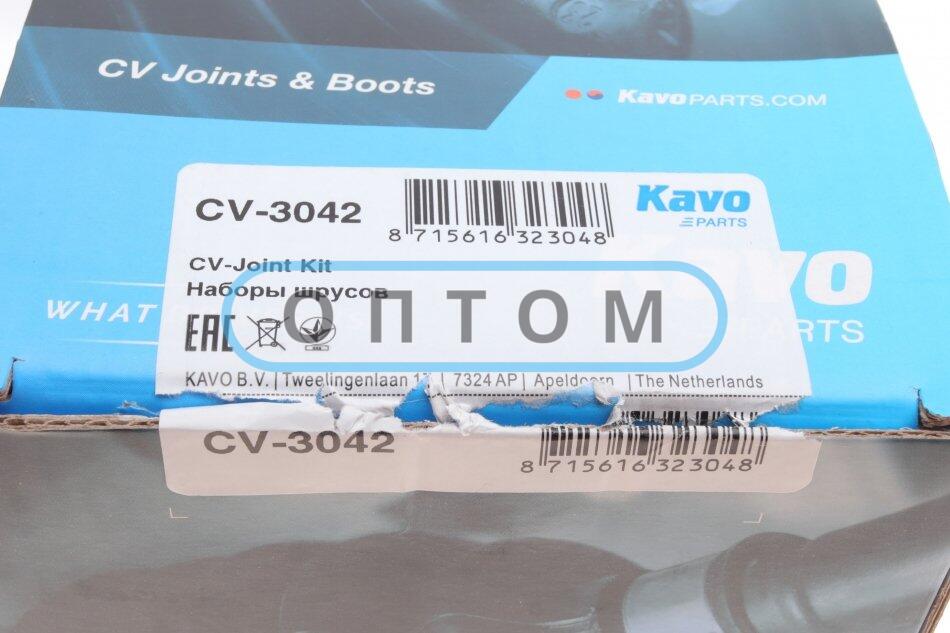 CV Joints & Boots
KavoPARTS.COM
CV-3042
8 715616 323048
Kavo
PARTS
CV-Joint Kit
Наборы шрусов
Kavo
WHAT
ОПТОМ
PARTS
EAC
KAVO B.V. | Tweelingenlaan | 7324 AP | Apeldoorn | The Netherlands
CV-3042
8 715616 323048